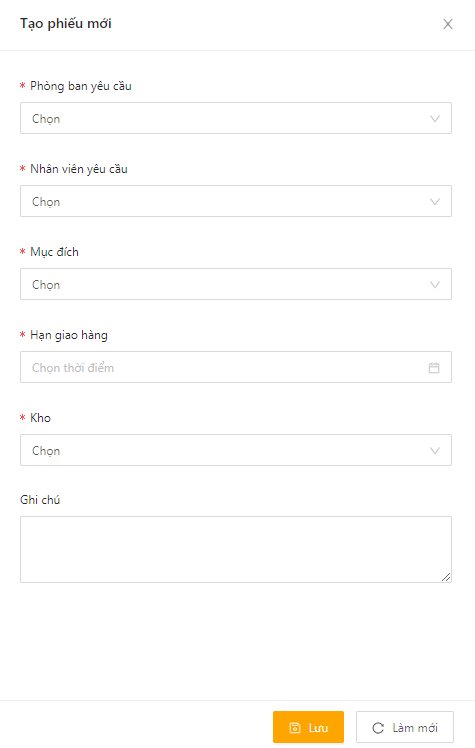 Tạo phiếu mới
* Phòng ban yêu cầu
Chọn
* Nhân viên yêu cầu
Chọn
* Mục đích
Chọn
* Hạn giao hàng
Chọn thời điểm
* Kho
Chọn
Ghi chú
Lưu
Làm mới